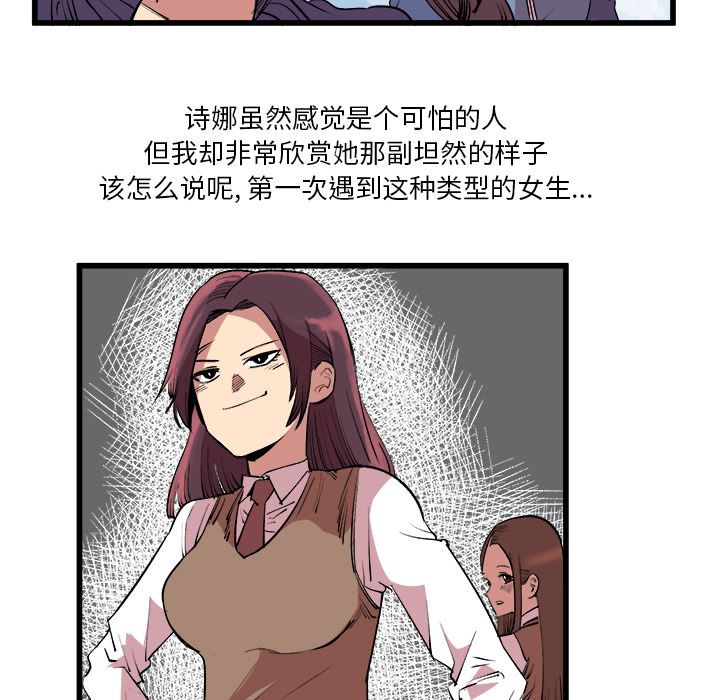 诗娜虽然感觉是个可怕的人
但我却非常欣赏她那副坦然的样子
该怎么说呢, 第一次遇到这种类型的女生...